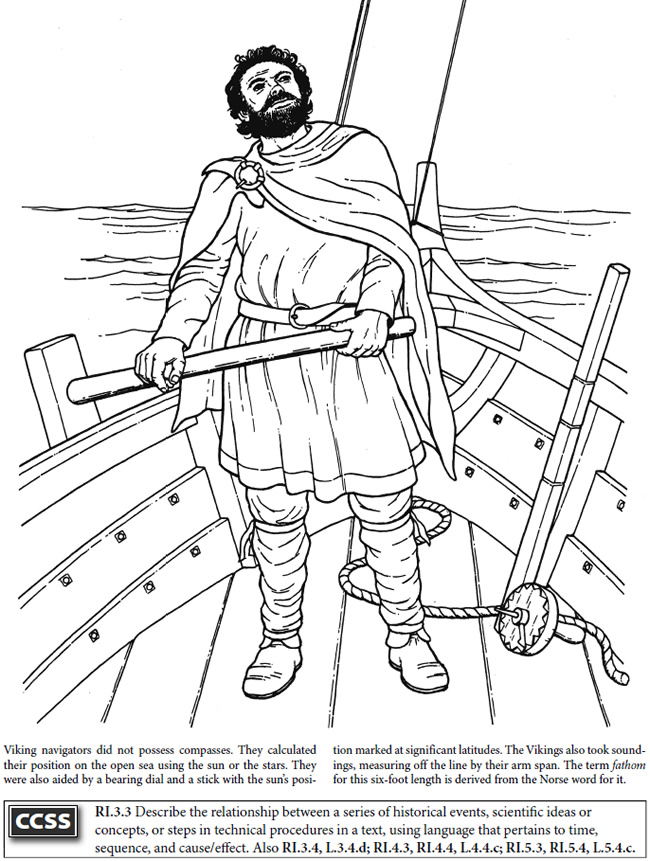 Viking navigators did not possess compasses. They calculated
their position on the open sea using the sun or the stars. They
were also aided by a bearing dial and a stick with the sun's posi-
tion marked at significant latitudes. The Vikings also took sound-
ings, measuring off the line by their arm span. The term fathom
for this six-foot length is derived from the Norse word for it.
CCSS
RI.3.3 Describe the relationship between a series of historical events, scientific ideas or
concepts, or steps in technical procedures in a text, using language that pertains to time,
sequence, and cause/effect. Also RI.3.4, L.3.4.d; RI.4.3, RI.4.4, L.4.4.c; RI.5.3, RI.5.4, L.5.4.c.